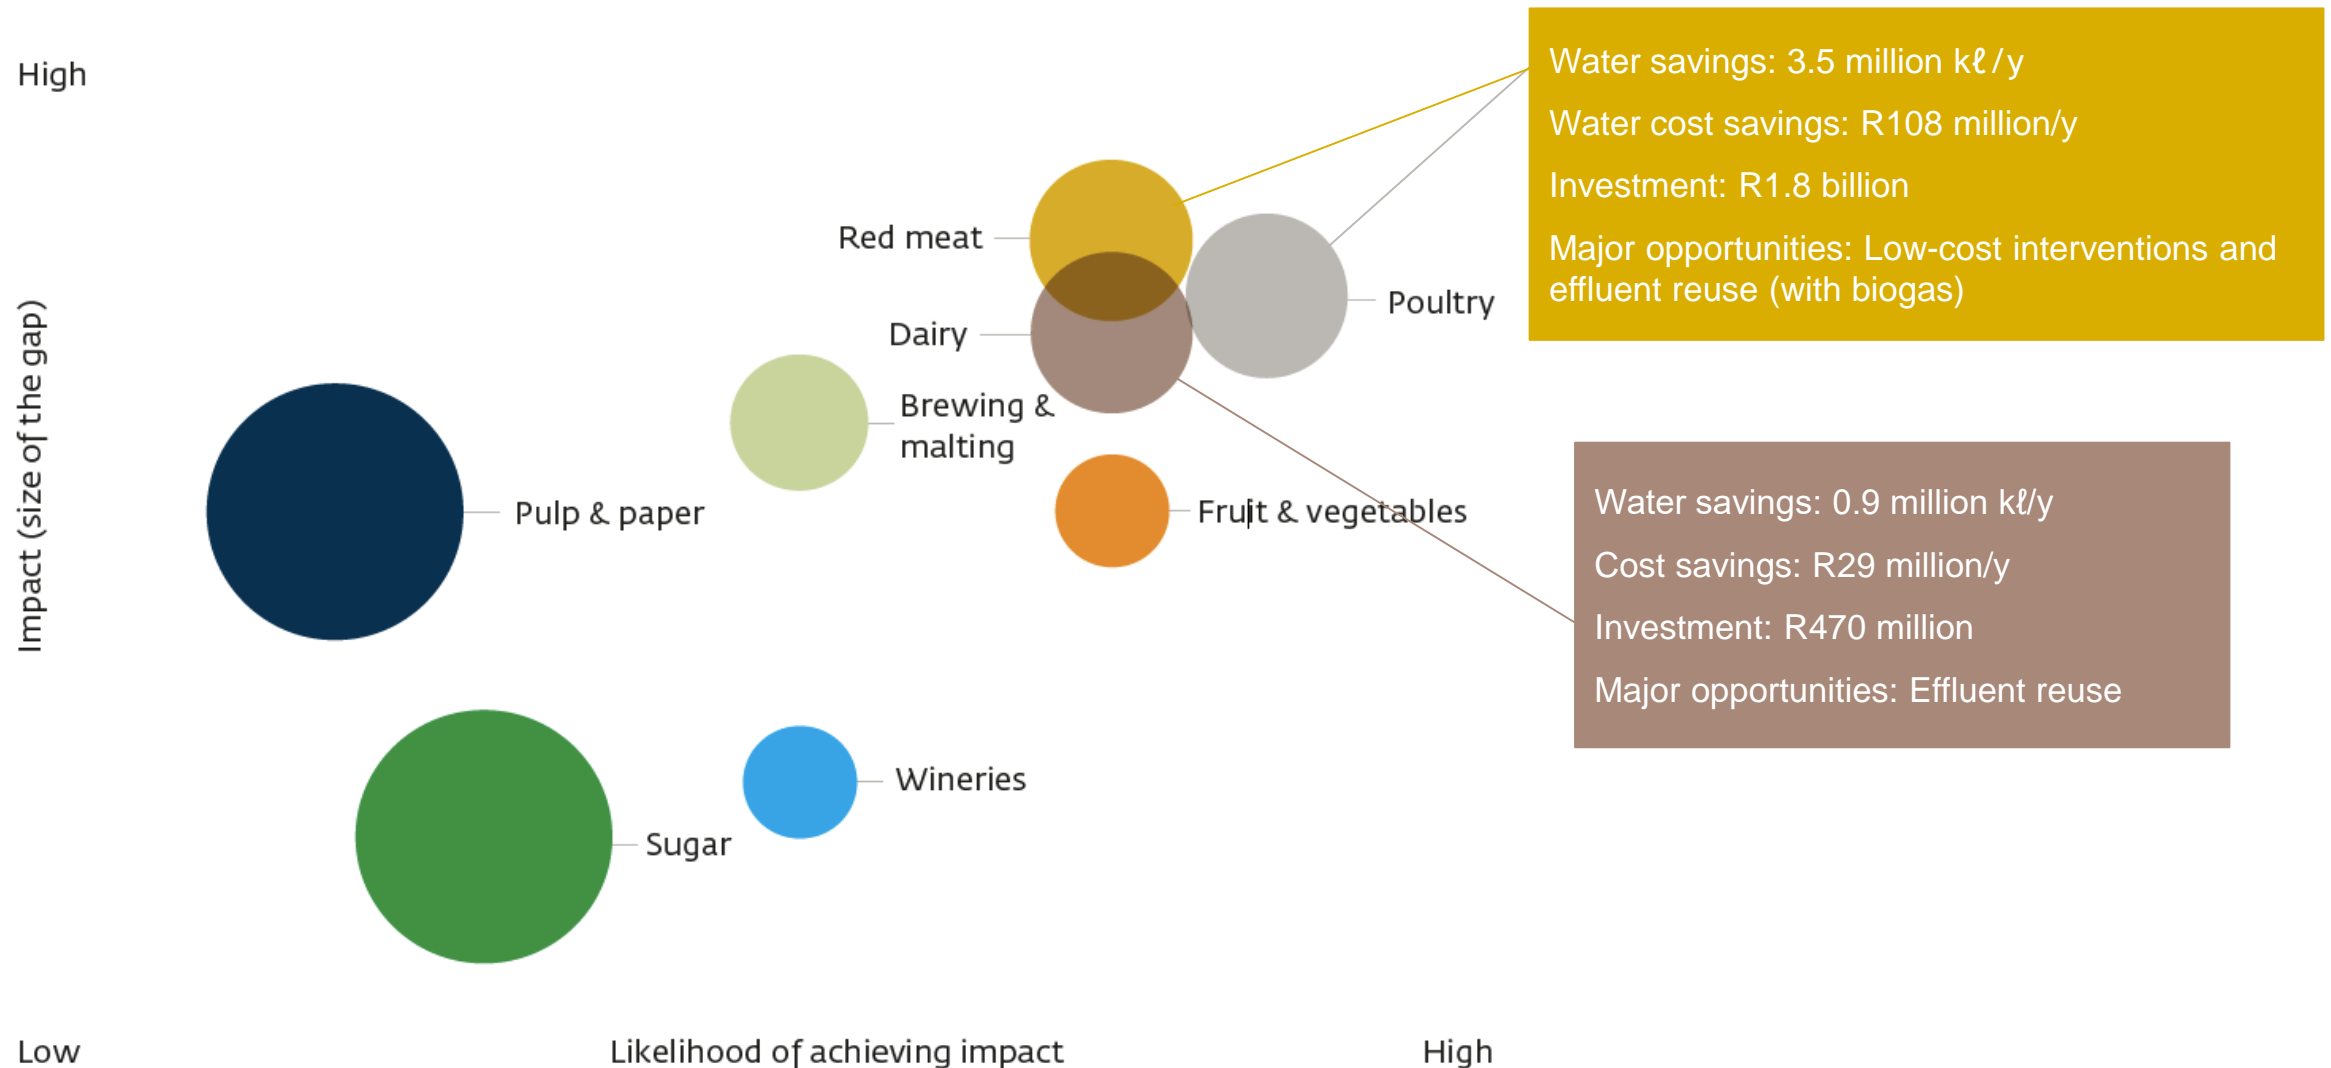 High
Impact (size of the gap)
Red meat
Dairy
Poultry
Brewing &
malting
Pulp & paper
Fruit & vegetables
Wineries
Sugar
Low
Likelihood of achieving impact
High
Water savings: 3.5 million kℓ/y
Water cost savings: R108 million/y
Investment: R1.8 billion
Major opportunities: Low-cost interventions and
effluent reuse (with biogas)
Water savings: 0.9 million kℓ/y
Cost savings: R29 million/y
Investment: R470 million
Major opportunities: Effluent reuse